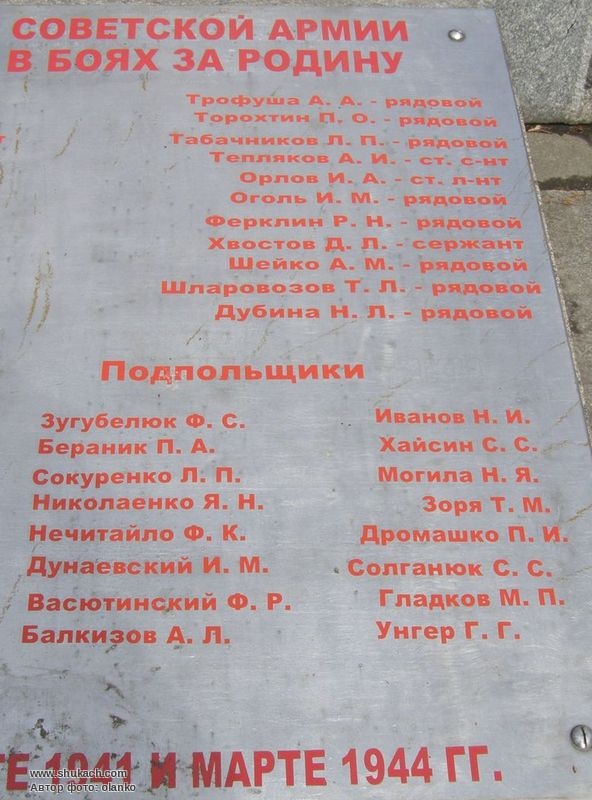 СОВЕТСКОЙ АРМИИ
В БОЯХ ЗА РОДИНУ
Трофуша А. А. - рядовой
Торохтин П. О. - рядовой
Табачников Л. П. - рядовой
Тепляков А. И. - ст. с-нт
Орлов И. А. - ст. л-нт
Оголь И. М. - рядовой
Ферклин Р. Н. - рядовой
Хвостов Д. Л. - сержант
Шейко А. М. - рядовой
Шларовозов Т. Л. - рядовой
Дубина Н. Л. - рядовой
Подпольщики
Зугубелюк Ф. С.
Бераник П. А.
Сокуренко Л. П.
Николаенко Я. Н.
Нечитайло Ф. К.
Дунаевский И. М.
Васютинский Ф. Р.
Балкизов А. Л.
Иванов Н. И.
Хайсин С. С.
Могила Н. Я.
Зоря Т. М.
Дромашко П. И.
Солганюк С. С.
Гладков М. П.
Унгер Г. Г.
ТЕ 1941 И МАРТЕ 1944 ГГ.
www.shukach.com
Автор фото: olanko